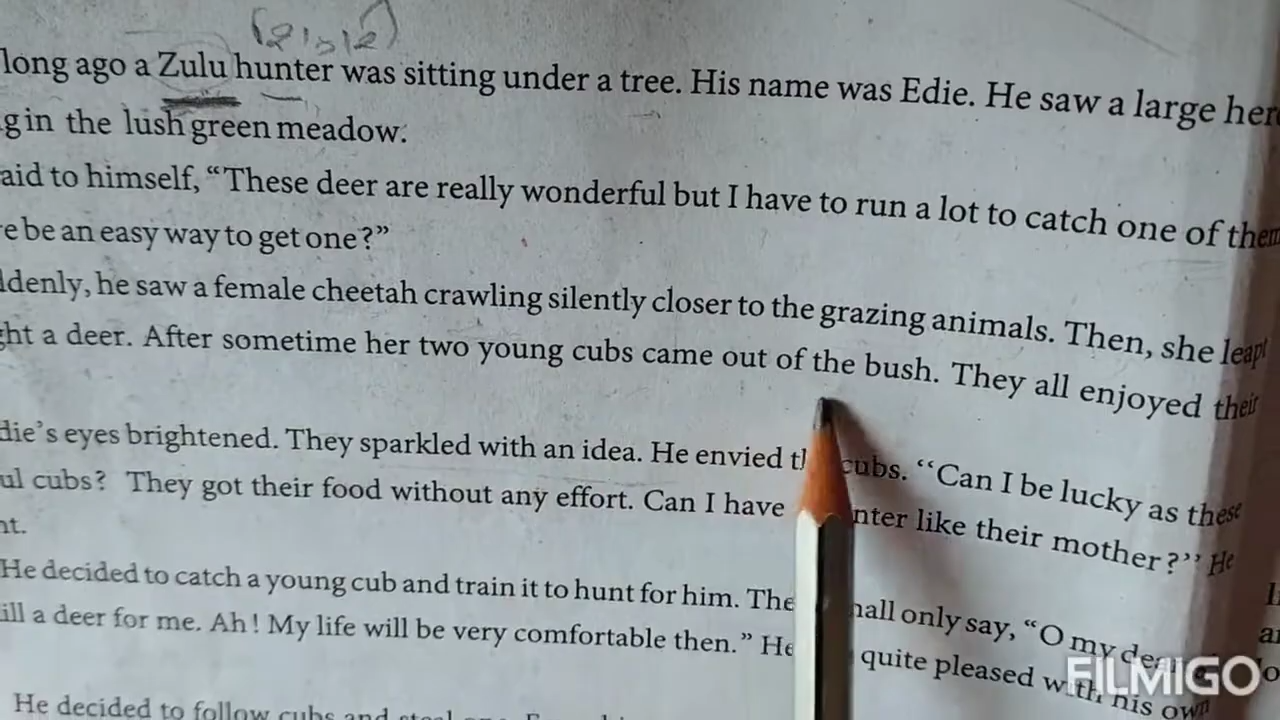 long ago a Zulu hunter was sitting under a tree. His name was Edie. He saw a large her
g in the lush green meadow.
aid to himself, “These deer are really wonderful but I have to run a lot to catch one of them
e be an easy way to get one?”
ddenly, he saw a female cheetah crawling silently closer to the grazing animals. Then, she leapt
ght a deer. After sometime her two young cubs came out of the bush. They all enjoyed their
die’s eyes brightened. They sparkled with an idea. He envied cubs. “Can I be lucky as these
ul cubs? They got their food without any effort. Can I have nter like their mother?” He
nt.
He decided to catch a young cub and train it to hunt for him. The hall only say, “O my dear
ill a deer for me. Ah! My life will be very comfortable then.” He quite pleased with his own
He decided to follow cubs and
FILMIGO